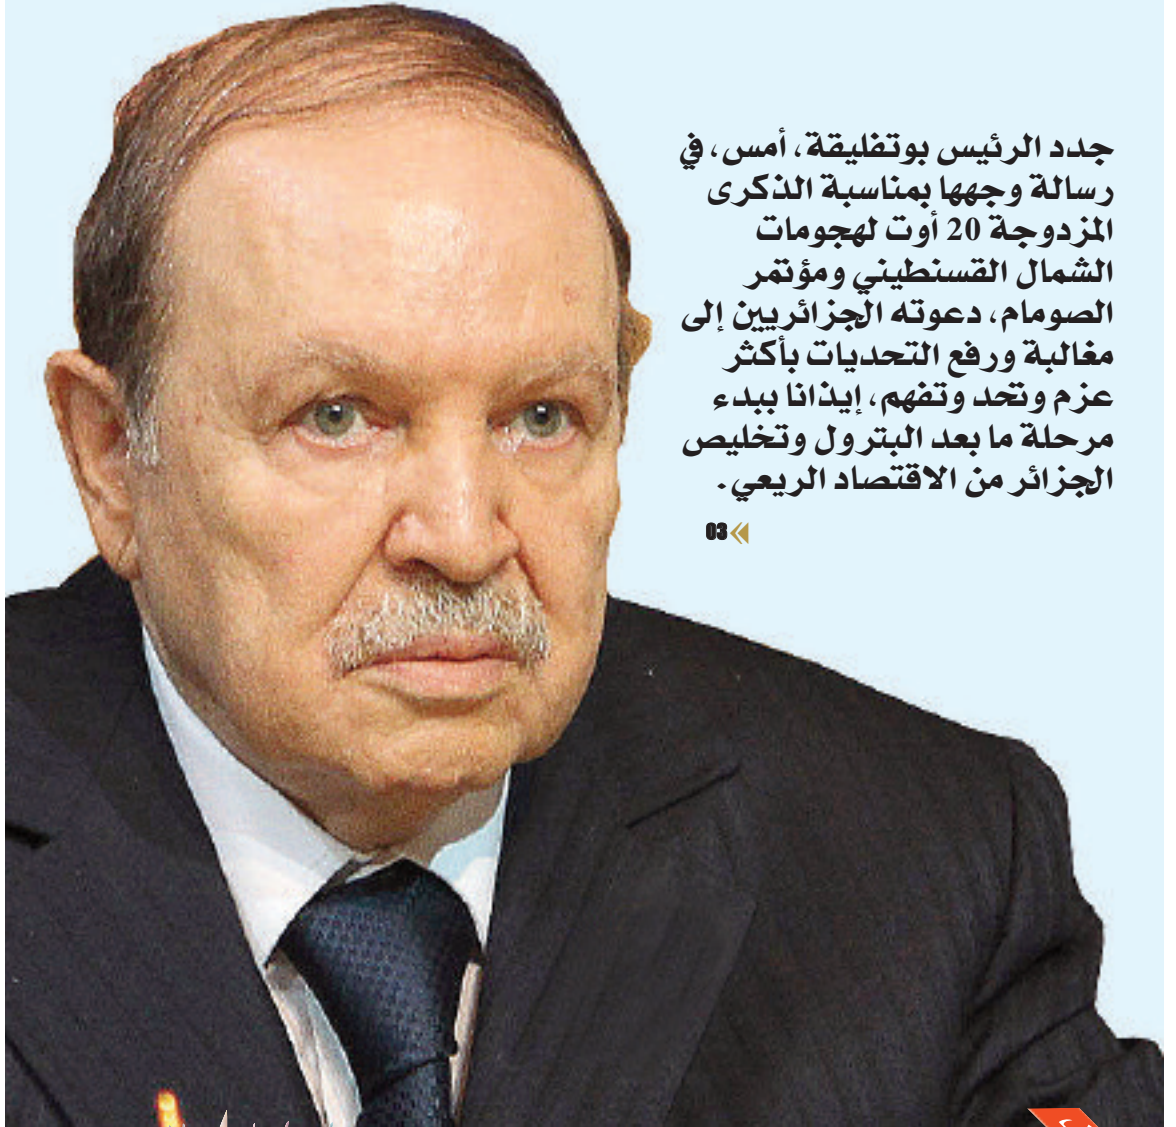 جدد الرئيس بوتفليقة، أمس، في
رسالة وجهها بمناسبة الذكرى
المزدوجة 20 أوت لهجومات
الشمال القسنطيني ومؤتمر
الصومام، دعوته الجزائريين إلى
مغالبة ورفع التحديات بأكثر
عزم وتحد وتفهم، إيذانا ببدء
مرحلة ما بعد البترول وتخليص
الجزائر من الاقتصاد الريعي.
03